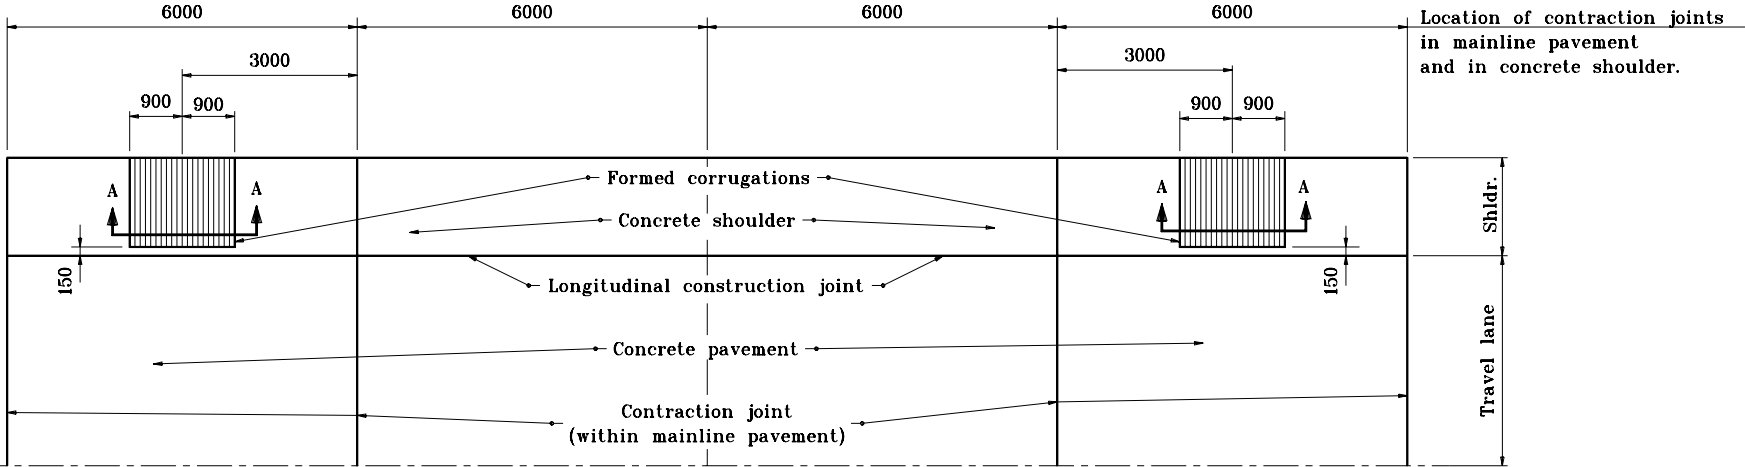 6000 6000 6000 6000
Location of contraction joints
in mainline pavement
and in concrete shoulder.
3000 3000
900 900 900 900
A A Formed corrugations A A
Concrete shoulder
Shldr.
150 Longitudinal construction joint 150
Concrete pavement
Travel lane
Contraction joint
(within mainline pavement)